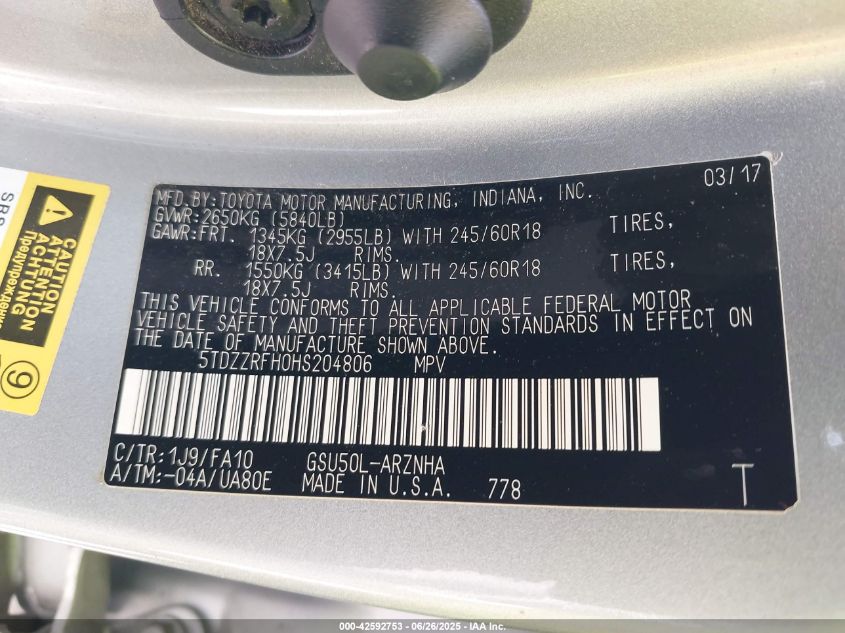 MFD. BY: TOYOTA MOTOR MANUFACTURING, INDIANA, INC. 03/17
GVWR: 2650KG (5840LB)
GAWR: FRT. 1345KG (2955LB) WITH 245/60R18 TIRES,
18X7.5J RIMS.
RR. 1550KG (3415LB) WITH 245/60R18 TIRES,
18X7.5J RIMS.
THIS VEHICLE CONFORMS TO ALL APPLICABLE FEDERAL MOTOR
VEHICLE SAFETY AND THEFT PREVENTION STANDARDS IN EFFECT ON
THE DATE OF MANUFACTURE SHOWN ABOVE.
5TDZZRFH0HS204806 MPV
C/TR: 1J9/FA10 GSU50L-ARZNHA
A/TM: -04A/UA80E MADE IN U.S.A. 778 T
SRS
CAUTION
ATTENTION
ACHTUNG
Предупреждение
9
000-42592753 - 06/26/2025 - IAA Inc.